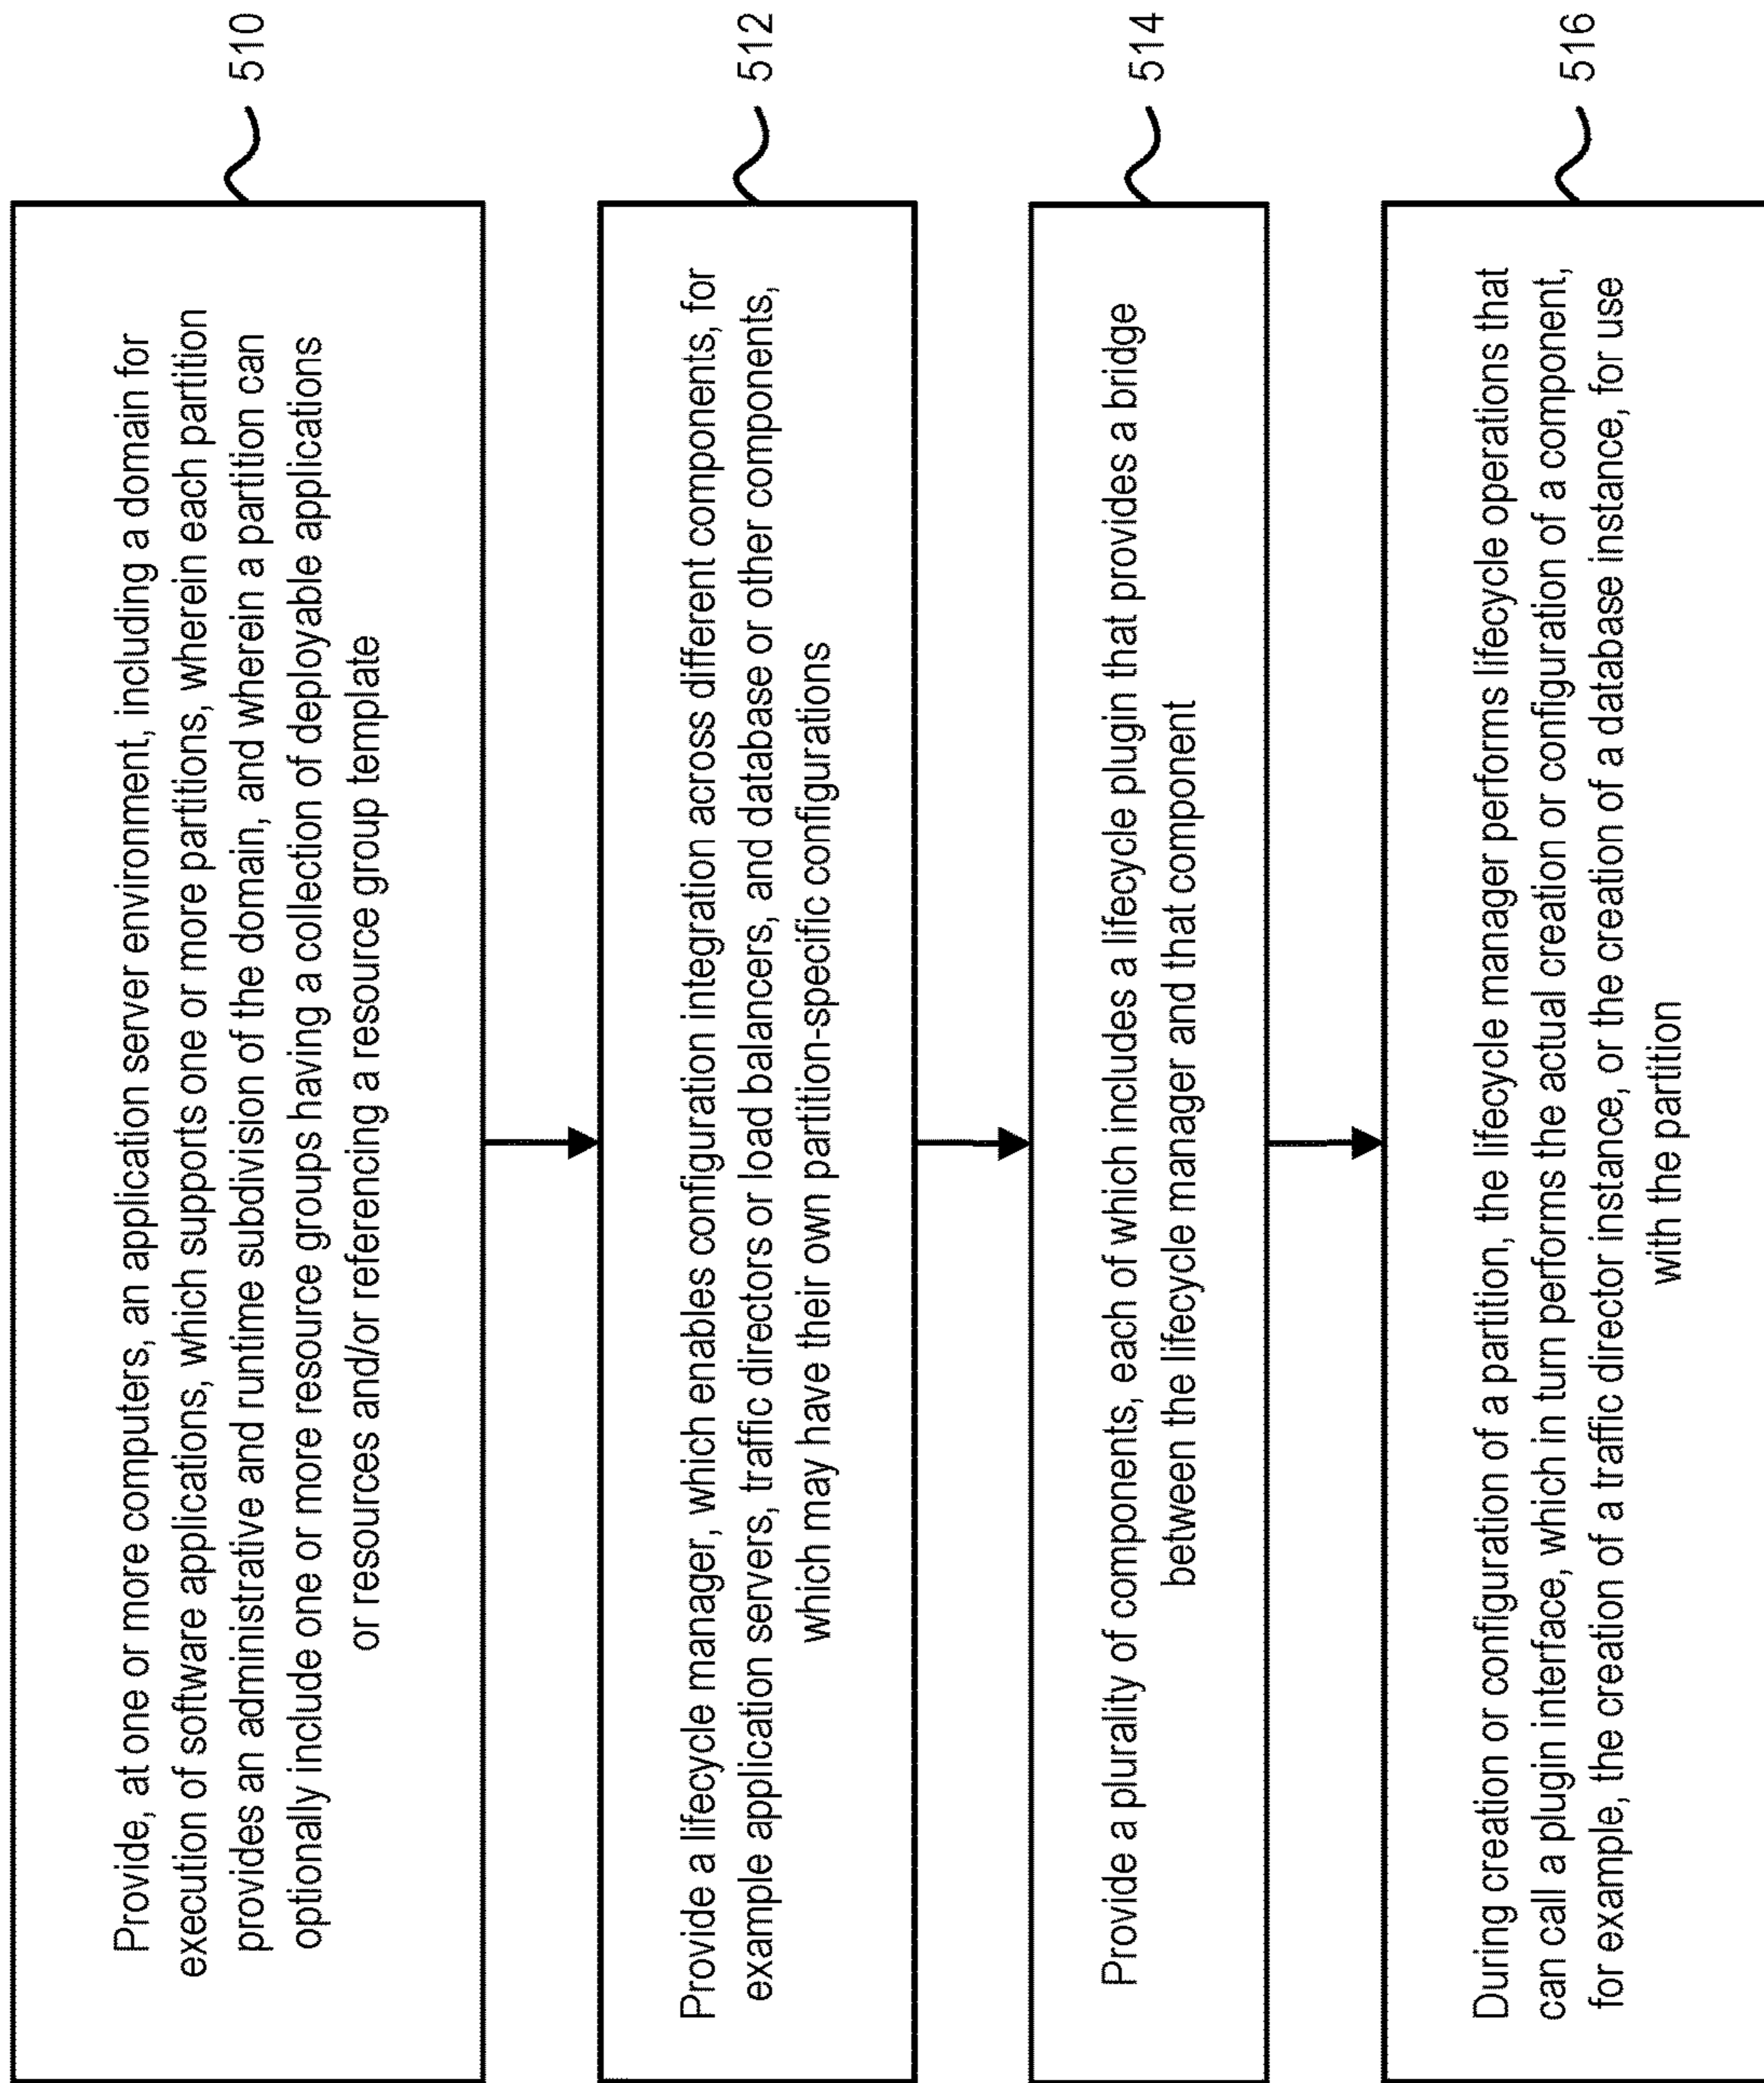 Provide, at one or more computers, an application server environment, including a domain for
execution of software applications, which supports one or more partitions, wherein each partition
provides an administrative and runtime subdivision of the domain, and wherein a partition can
optionally include one or more resource groups having a collection of deployable applications
or resources and/or referencing a resource group template
510
Provide a lifecycle manager, which enables configuration integration across different components, for
example application servers, traffic directors or load balancers, and database or other components,
which may have their own partition-specific configurations
512
Provide a plurality of components, each of which includes a lifecycle plugin that provides a bridge
between the lifecycle manager and that component
514
During creation or configuration of a partition, the lifecycle manager performs lifecycle operations that
can call a plugin interface, which in turn performs the actual creation or configuration of a component,
for example, the creation of a traffic director instance, or the creation of a database instance, for use
with the partition
516